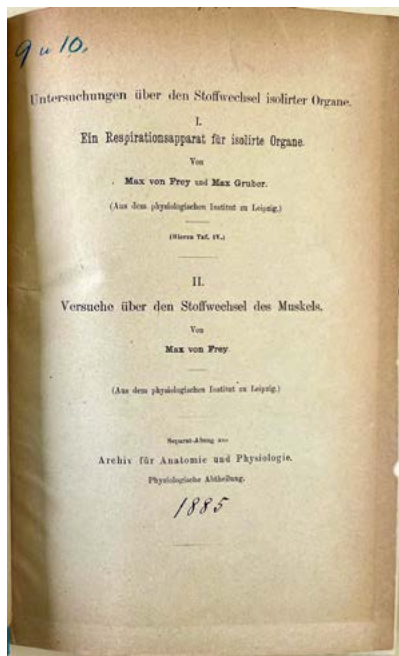 9 u 10.
Untersuchungen über den Stoffwechsel isolirter Organe.
I.
Ein Respirationsapparat für isolirte Organe.
Von
Max von Frey und Max Gruber.
(Aus dem physiologischen Institut zu Leipzig.)
(Hierzu Taf. IV.)
II.
Versuche über den Stoffwechsel des Muskels.
Von
Max von Frey.
(Aus dem physiologischen Institut zu Leipzig.)
Separat-Abzug aus
Archiv für Anatomie und Physiologie.
Physiologische Abtheilung.
1885